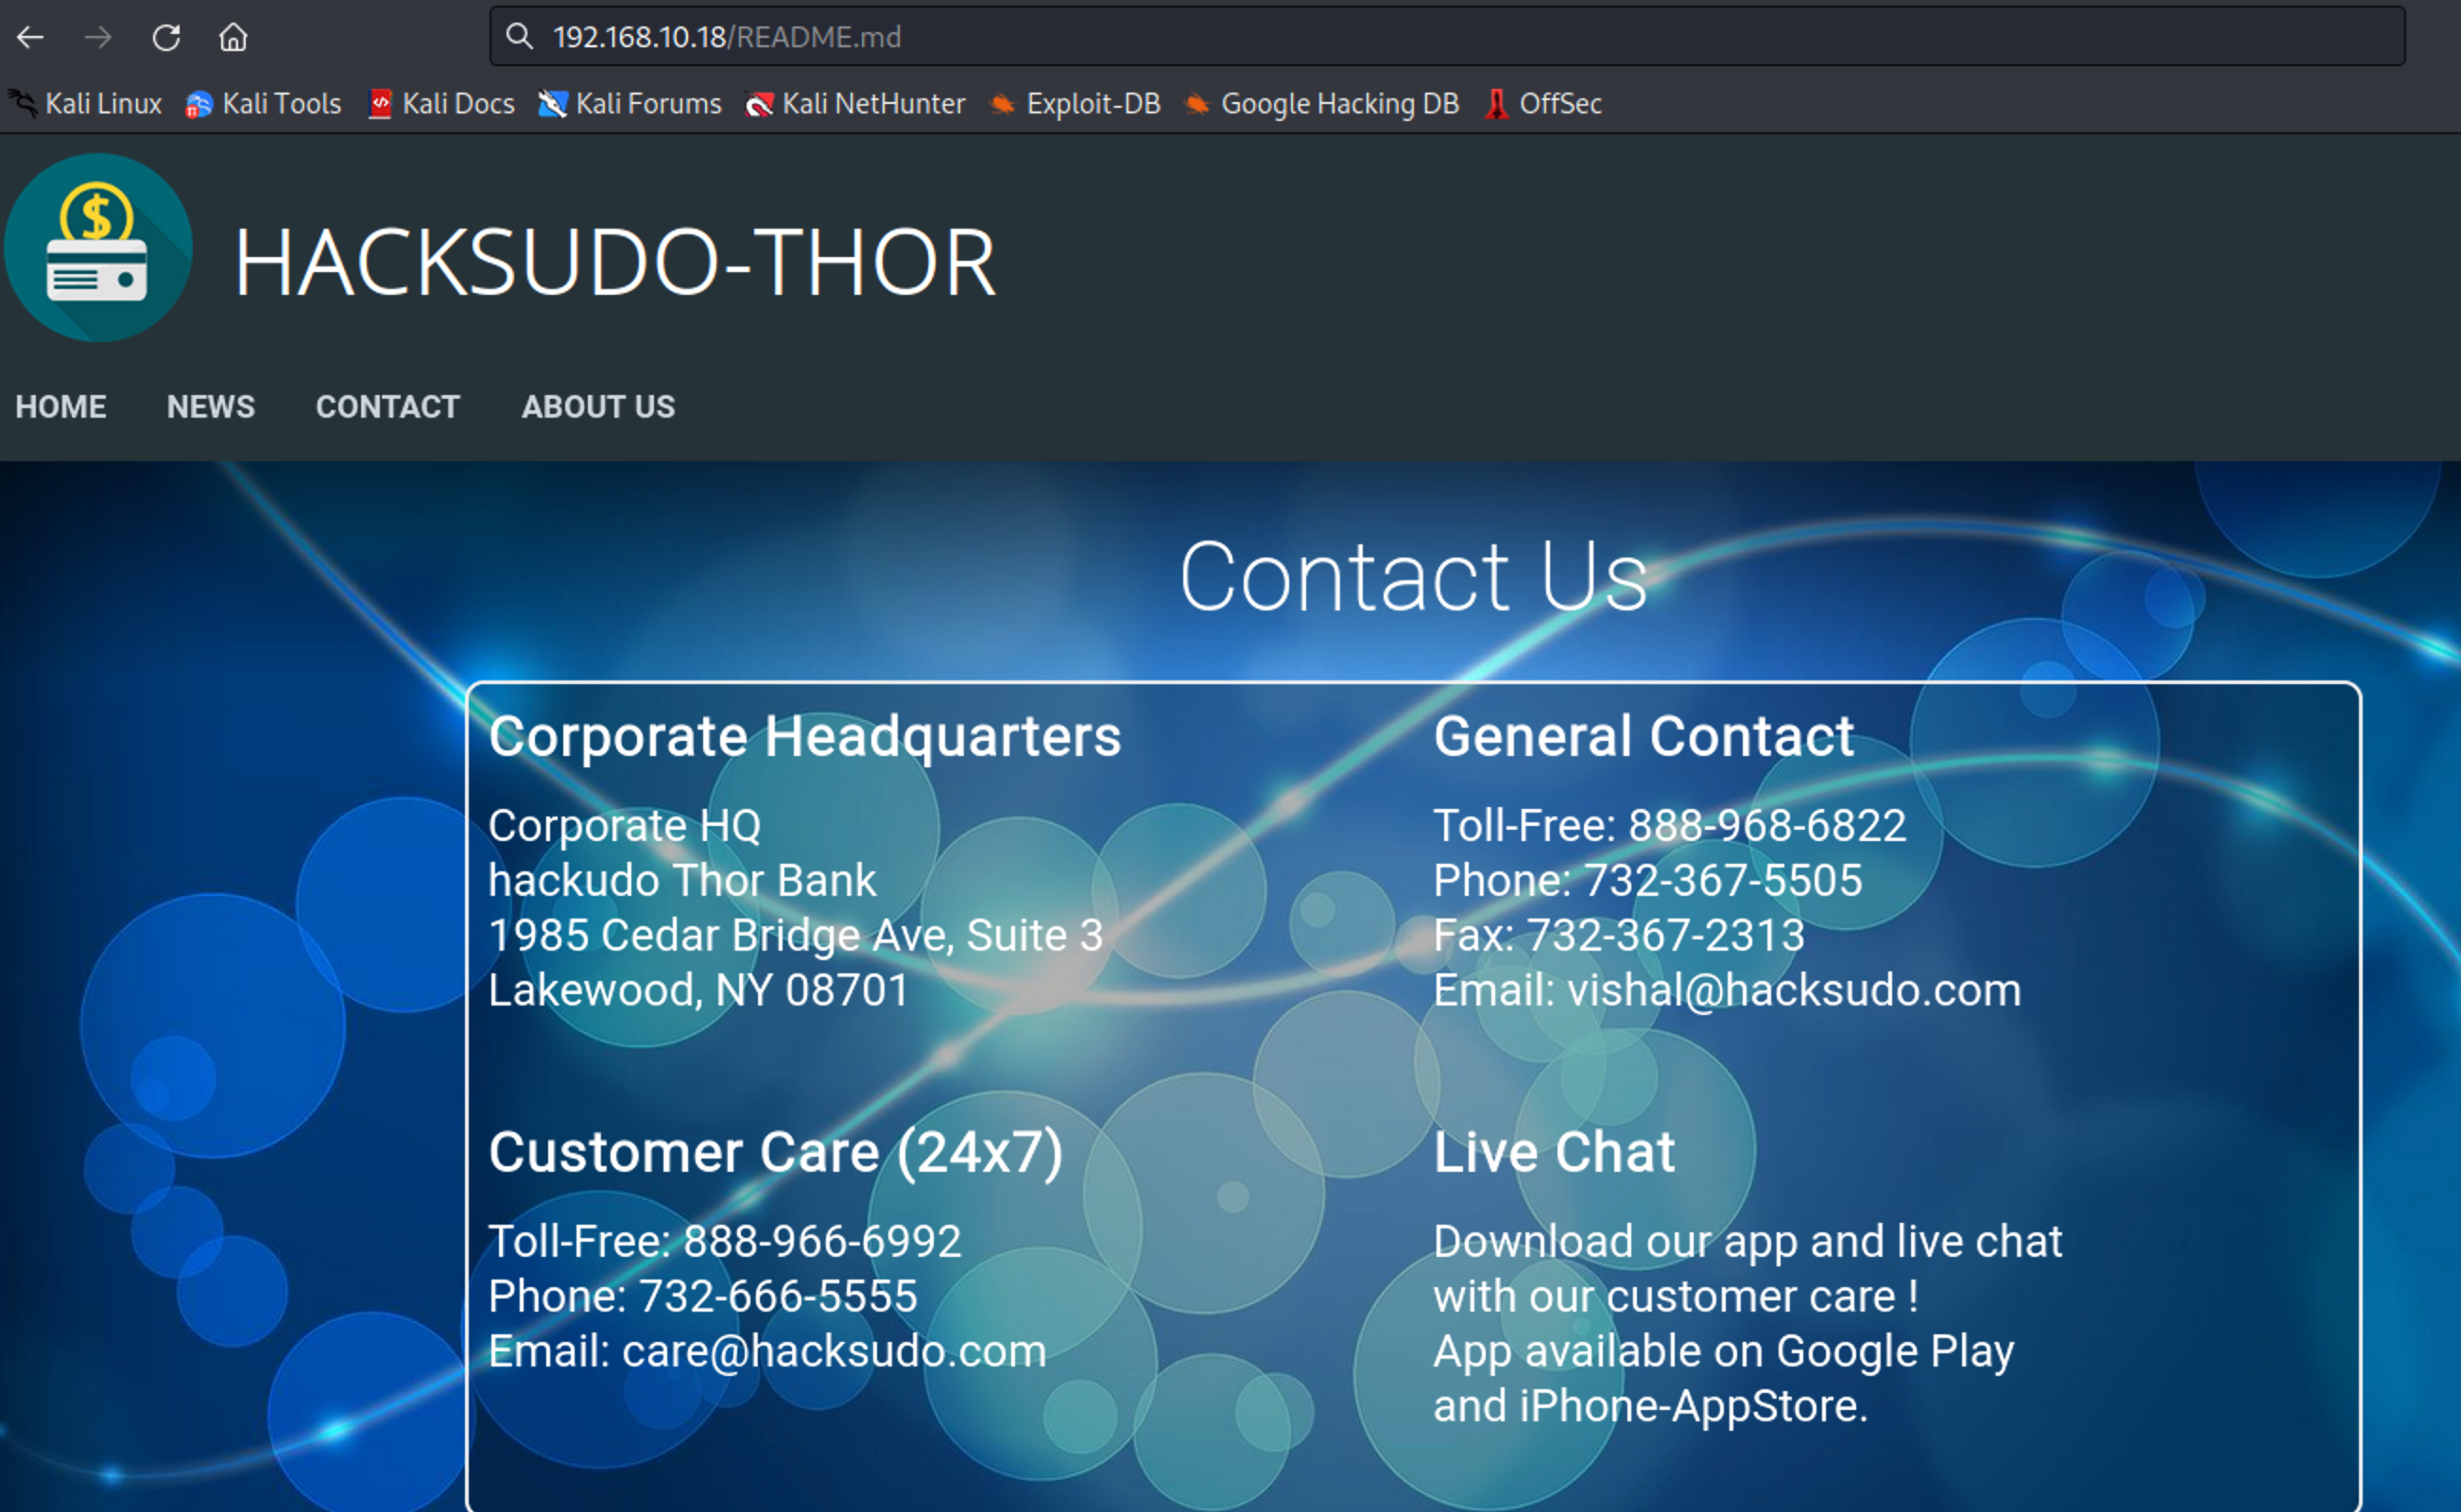 192.168.10.18/README.md
Kali Linux Kali Tools Kali Docs Kali Forums Kali NetHunter Exploit-DB Google Hacking DB OffSec
HACKSUDO-THOR
HOME NEWS CONTACT ABOUT US
Contact Us
Corporate Headquarters
Corporate HQ
hackudo Thor Bank
1985 Cedar Bridge Ave, Suite 3
Lakewood, NY 08701
General Contact
Toll-Free: 888-968-6822
Phone: 732-367-5505
Fax: 732-367-2313
Email: vishal@hacksudo.com
Customer Care (24x7)
Toll-Free: 888-966-6992
Phone: 732-666-5555
Email: care@hacksudo.com
Live Chat
Download our app and live chat
with our customer care !
App available on Google Play
and iPhone-AppStore.